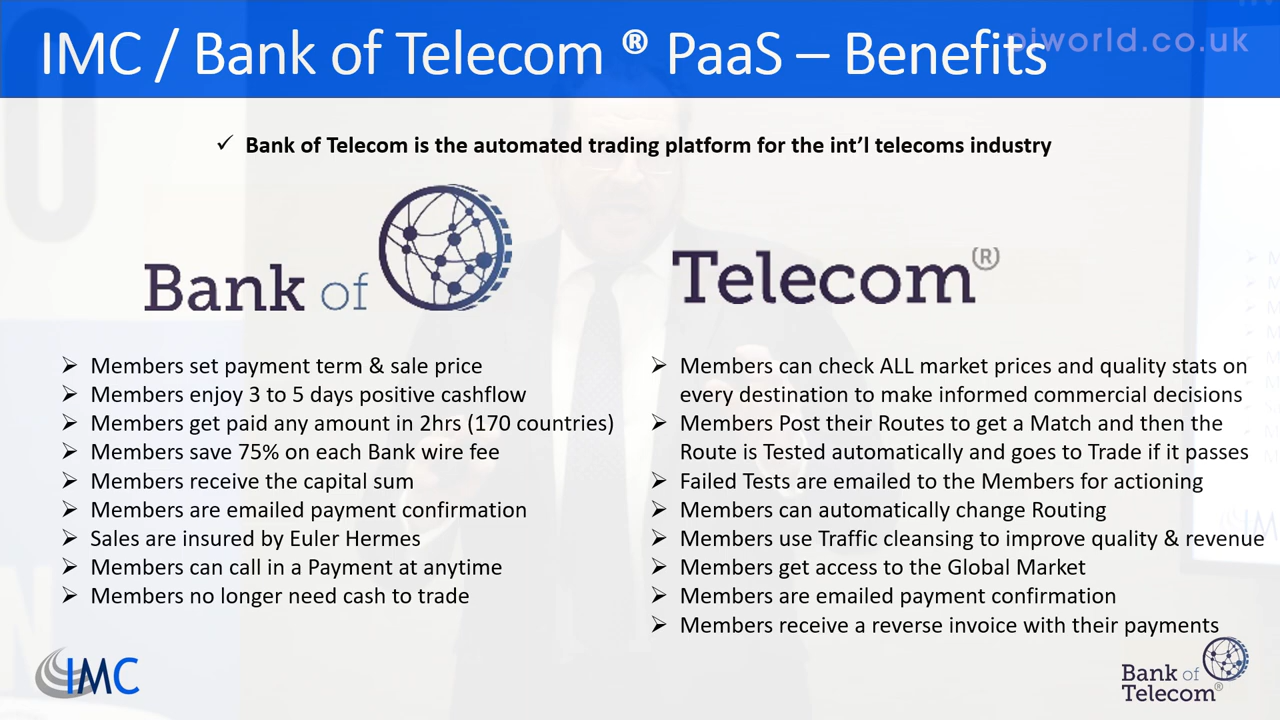 IMC / Bank of Telecom ® PaaS – Benefits
piworld.co.uk
✓ Bank of Telecom is the automated trading platform for the int’l telecoms industry
Bank of
Telecom(R)
➢ Members set payment term & sale price
➢ Members enjoy 3 to 5 days positive cashflow
➢ Members get paid any amount in 2hrs (170 countries)
➢ Members save 75% on each Bank wire fee
➢ Members receive the capital sum
➢ Members are emailed payment confirmation
➢ Sales are insured by Euler Hermes
➢ Members can call in a Payment at anytime
➢ Members no longer need cash to trade
➢ Members can check ALL market prices and quality stats on
every destination to make informed commercial decisions
➢ Members Post their Routes to get a Match and then the
Route is Tested automatically and goes to Trade if it passes
➢ Failed Tests are emailed to the Members for actioning
➢ Members can automatically change Routing
➢ Members use Traffic cleansing to improve quality & revenue
➢ Members get access to the Global Market
➢ Members are emailed payment confirmation
➢ Members receive a reverse invoice with their payments
IMC
Bank of
Telecom®